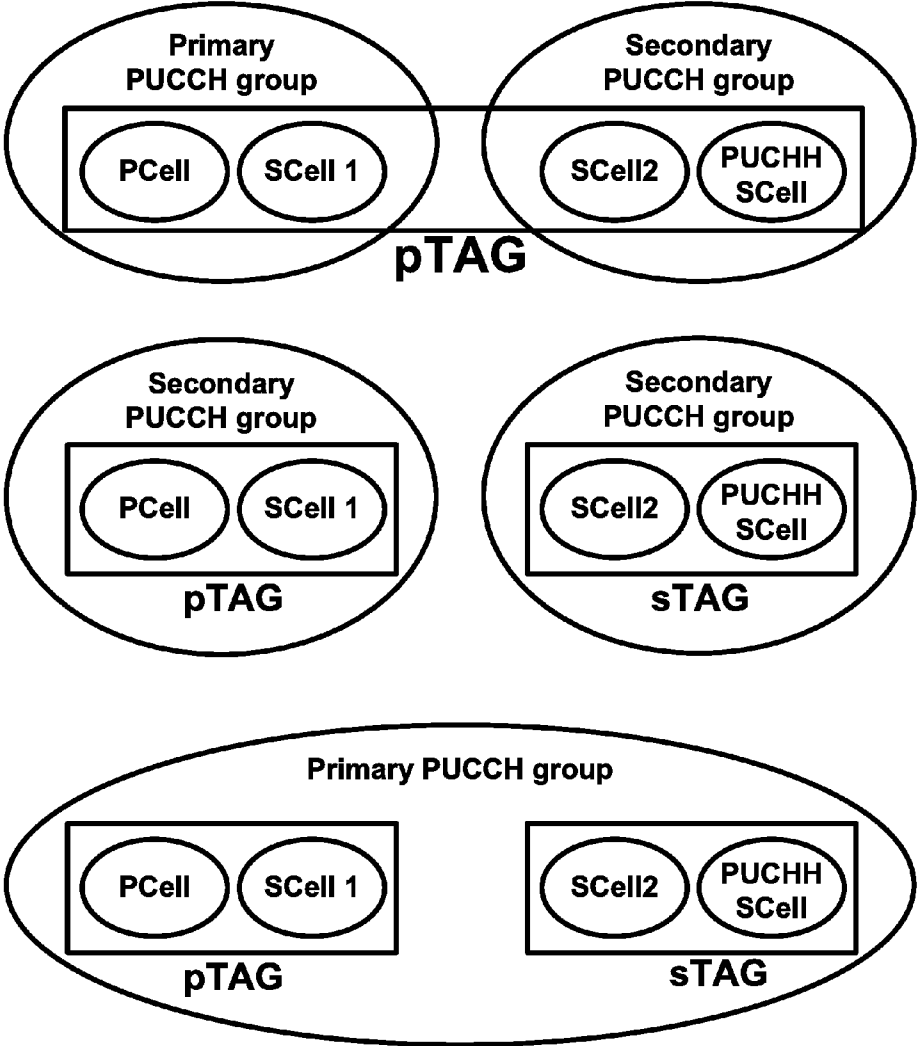 Primary
PUCCH group
Secondary
PUCCH group
PCell
SCell 1
SCell2
PUCHH
SCell
pTAG
Secondary
PUCCH group
Secondary
PUCCH group
PCell
SCell 1
SCell2
PUCHH
SCell
pTAG
sTAG
Primary PUCCH group
PCell
SCell 1
SCell2
PUCHH
SCell
pTAG
sTAG